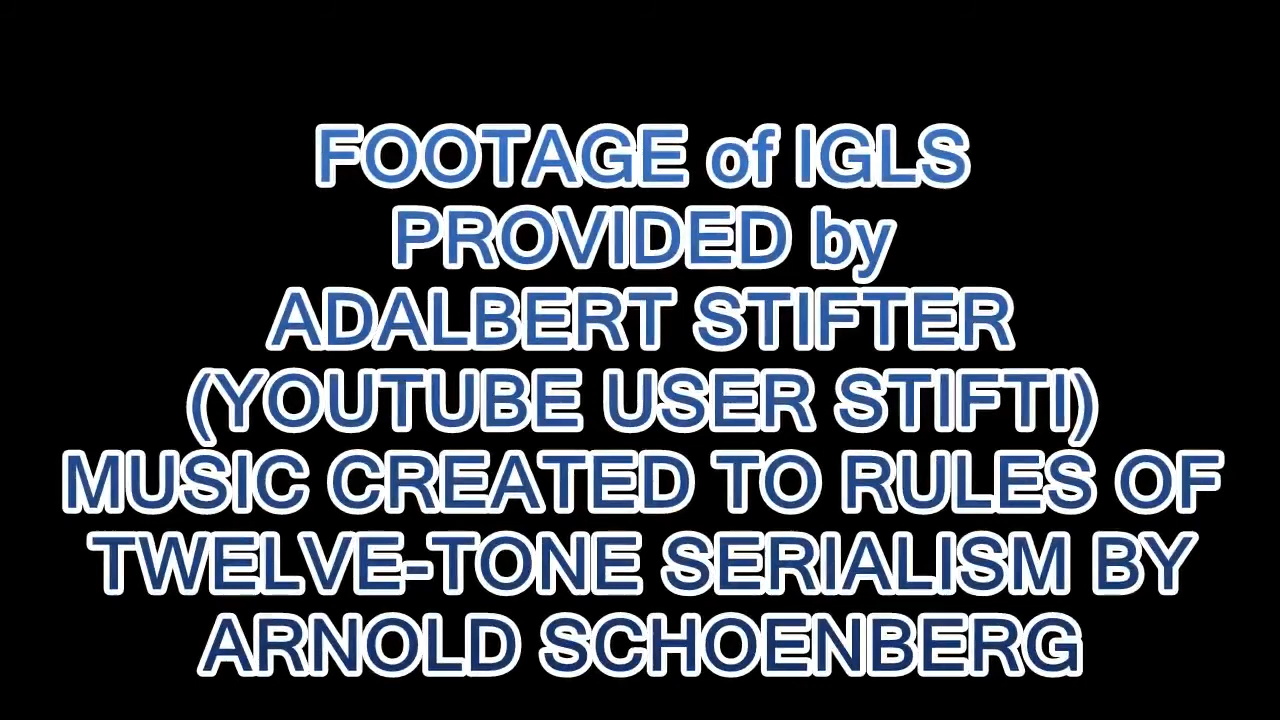 FOOTAGE of IGLS
PROVIDED by
ADALBERT STIFTER
(YOUTUBE USER STIFTI)
MUSIC CREATED TO RULES OF
TWELVE-TONE SERIALISM BY
ARNOLD SCHOENBERG